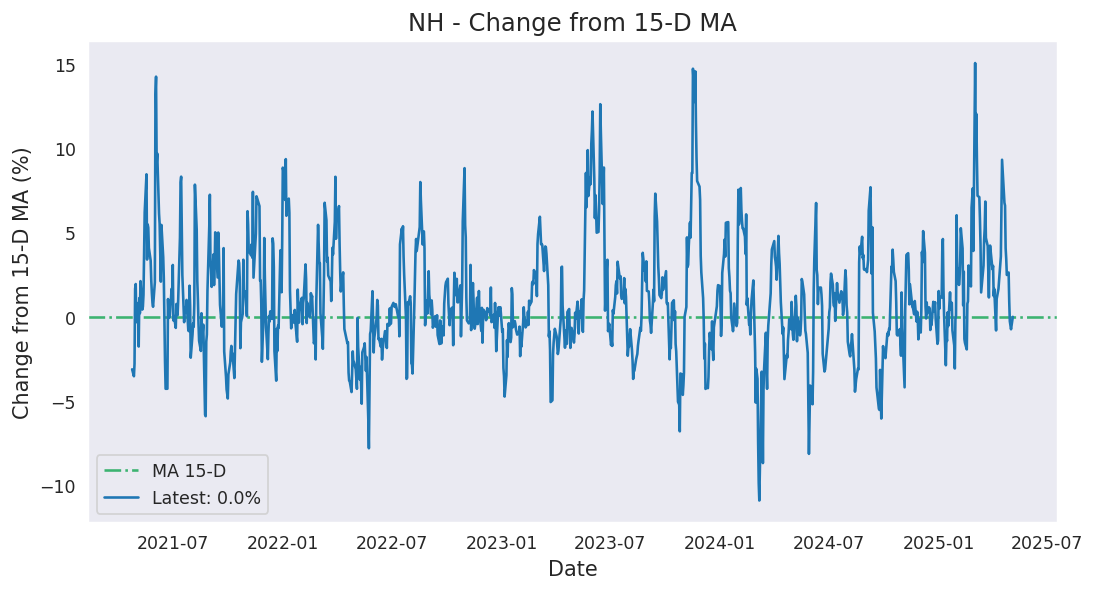 NH - Change from 15-D MA
Change from 15-D MA (%)
15
10
5
0
−5
−10
MA 15-D
Latest: 0.0%
2021-07 2022-01 2022-07 2023-01 2023-07 2024-01 2024-07 2025-01 2025-07
Date